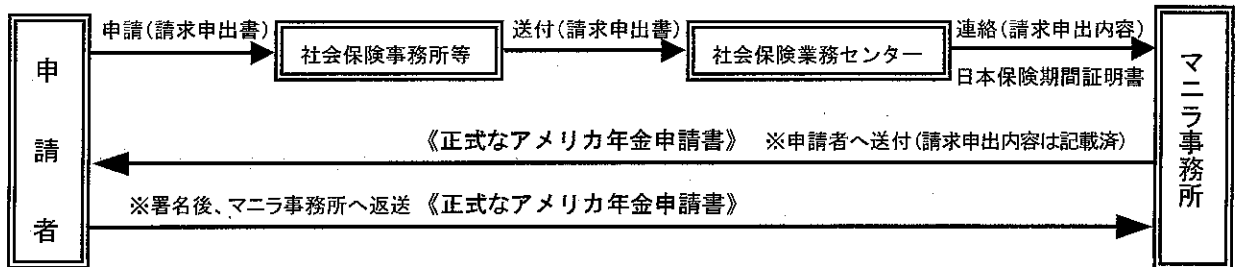 申請(請求申出書)
送付(請求申出書)
連絡(請求申出内容)
申請者
社会保険事務所等
社会保険業務センター
マニラ事務所
日本保険期間証明書
《正式なアメリカ年金申請書》 ※申請者へ送付(請求申出内容は記載済)
※署名後、マニラ事務所へ返送 《正式なアメリカ年金申請書》